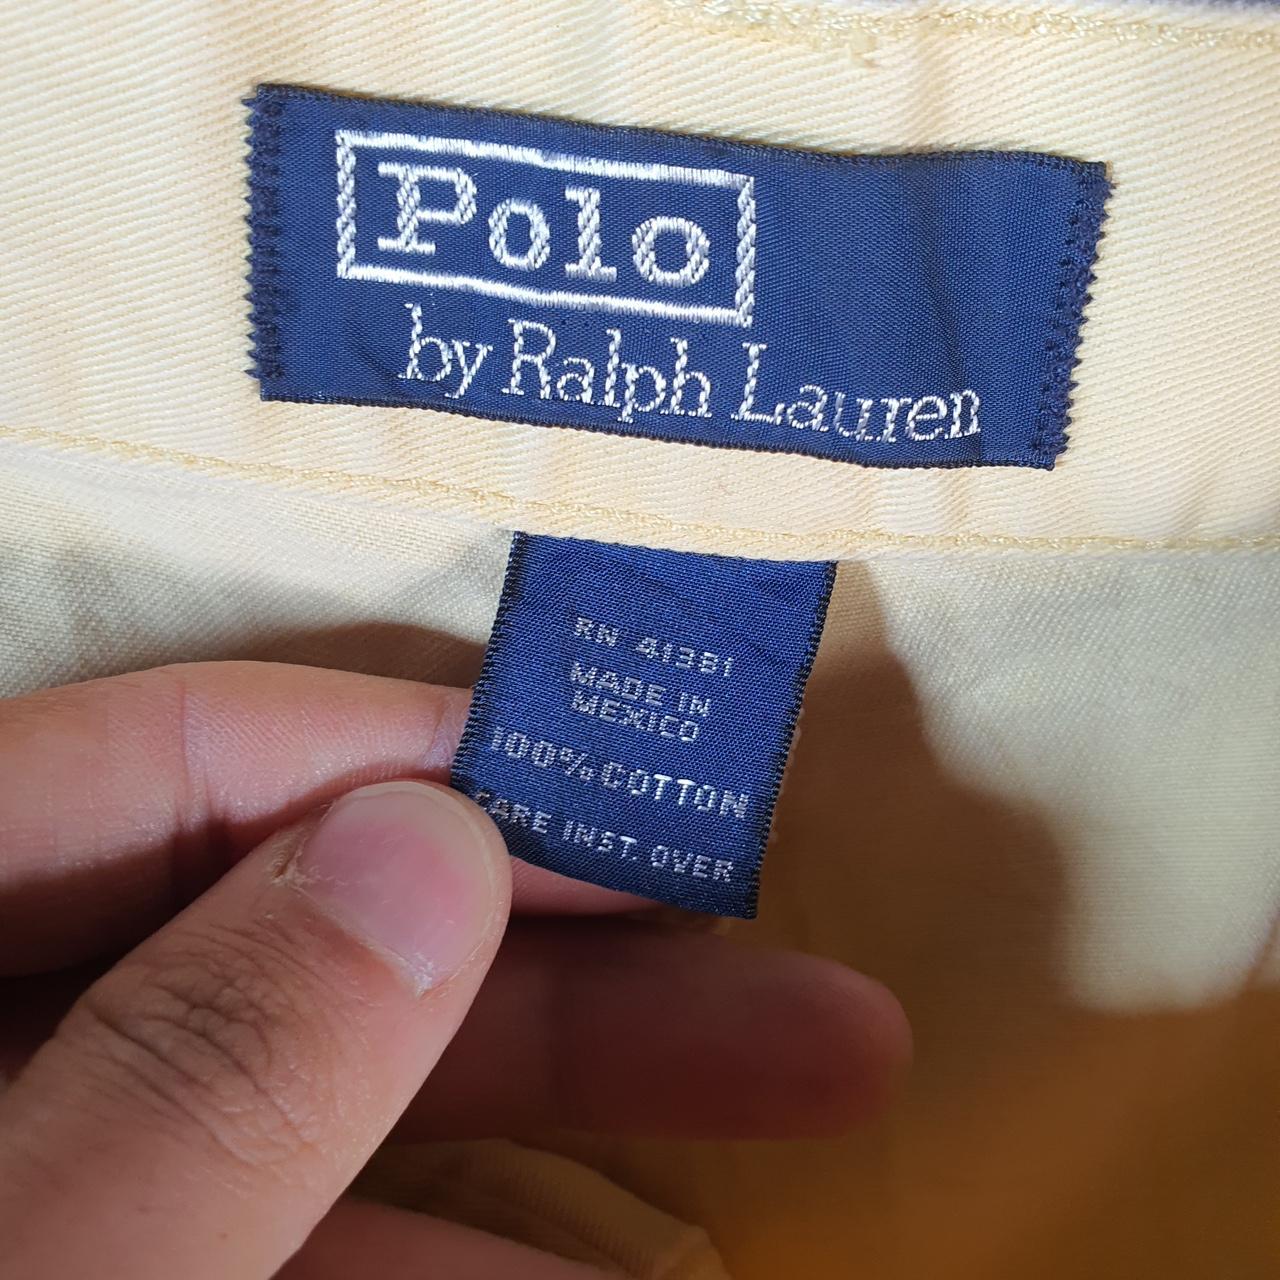 Polo
by Ralph Lauren
RN 41381
MADE IN
MEXICO
100% COTTON
CARE INST. OVER